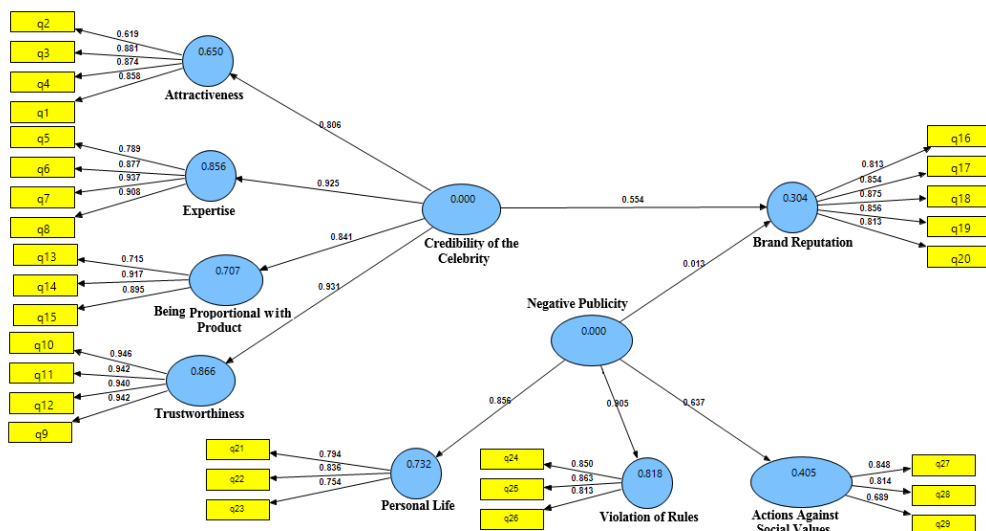 q2
q3
q4
q1
0.619
0.881
0.874
0.858
0.650
Attractiveness
0.806
q5
q6
q7
q8
0.789
0.877
0.937
0.908
0.856
Expertise
0.925
q13
q14
q15
0.715
0.917
0.895
0.707
Being Proportional with
Product
0.841
q10
q11
q12
q9
0.946
0.942
0.940
0.942
0.866
Trustworthiness
0.931
0.000
Credibility of the
Celebrity
0.554
0.304
Brand Reputation
0.813
0.854
0.875
0.856
0.813
q16
q17
q18
q19
q20
0.013
Negative Publicity
0.000
0.856
0.905
0.637
q21
q22
q23
0.794
0.836
0.754
0.732
Personal Life
q24
q25
q26
0.850
0.863
0.813
0.818
Violation of Rules
0.405
Actions Against
Social Values
0.848
0.814
0.689
q27
q28
q29